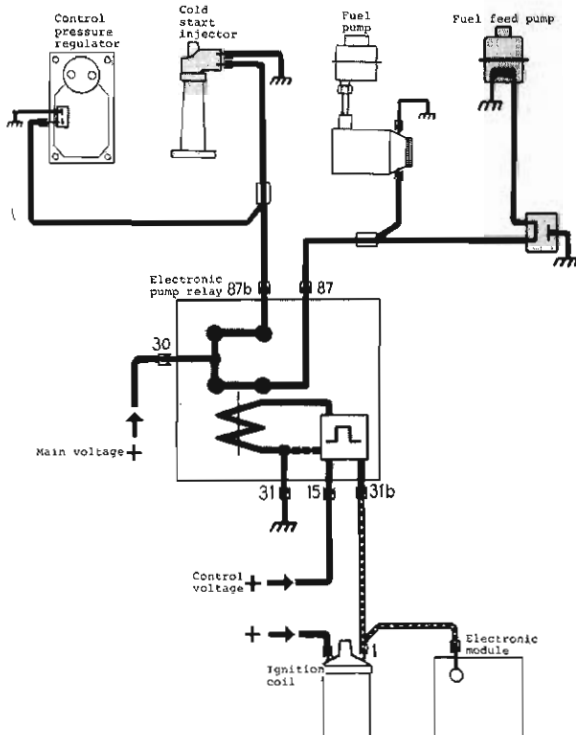 Control
pressure
regulator
Cold
start
injector
Fuel
pump
Fuel feed pump
Electronic
pump relay
87b
87
30
Main voltage +
31
15
31b
Control
voltage +
+
1
Ignition
coil
Electronic
module